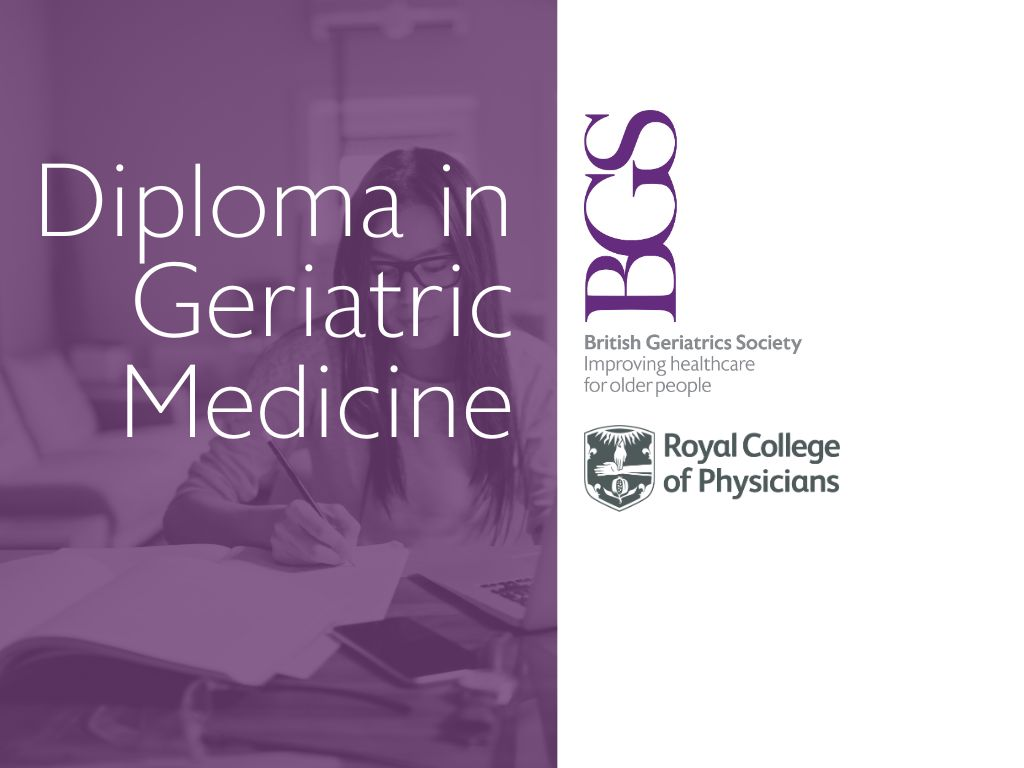 Diploma in
Geriatric
Medicine
BGS
British Geriatrics Society
Improving healthcare
for older people
Royal College
of Physicians